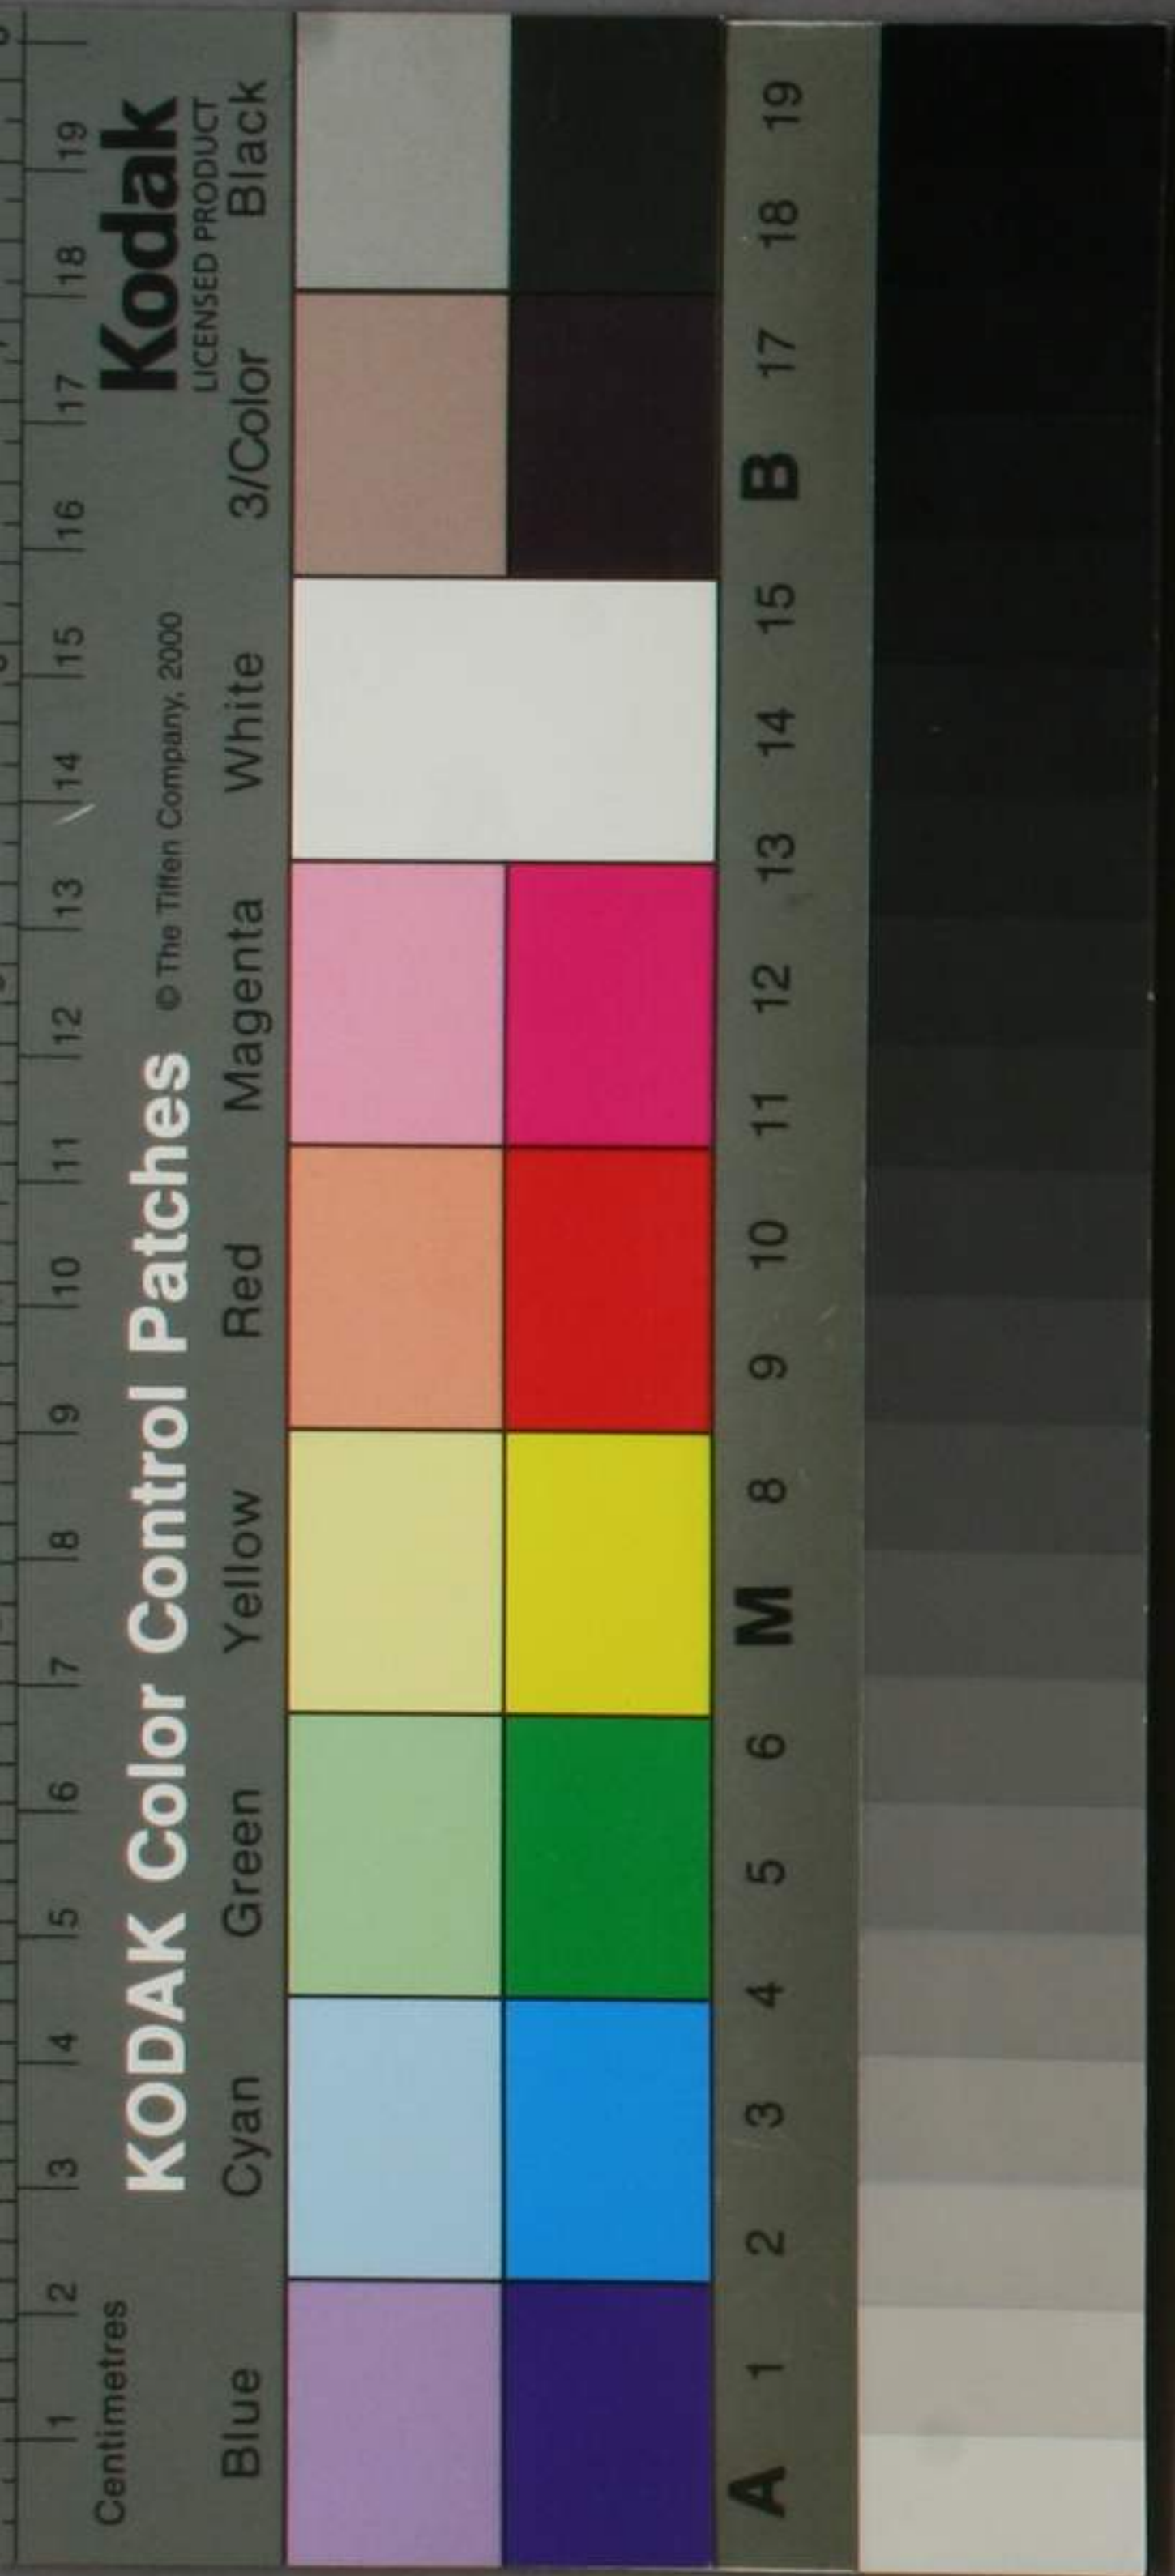 1 2 3 4 5 6 7 8 9 10 11 12 13 14 15 16 17 18 19
Centimetres
KODAK Color Control Patches © The Tiffen Company, 2000 Kodak
LICENSED PRODUCT
Blue Cyan Green Yellow Red Magenta White 3/Color Black
A 1 2 3 4 5 6 M 8 9 10 11 12 13 14 15 B 17 18 19